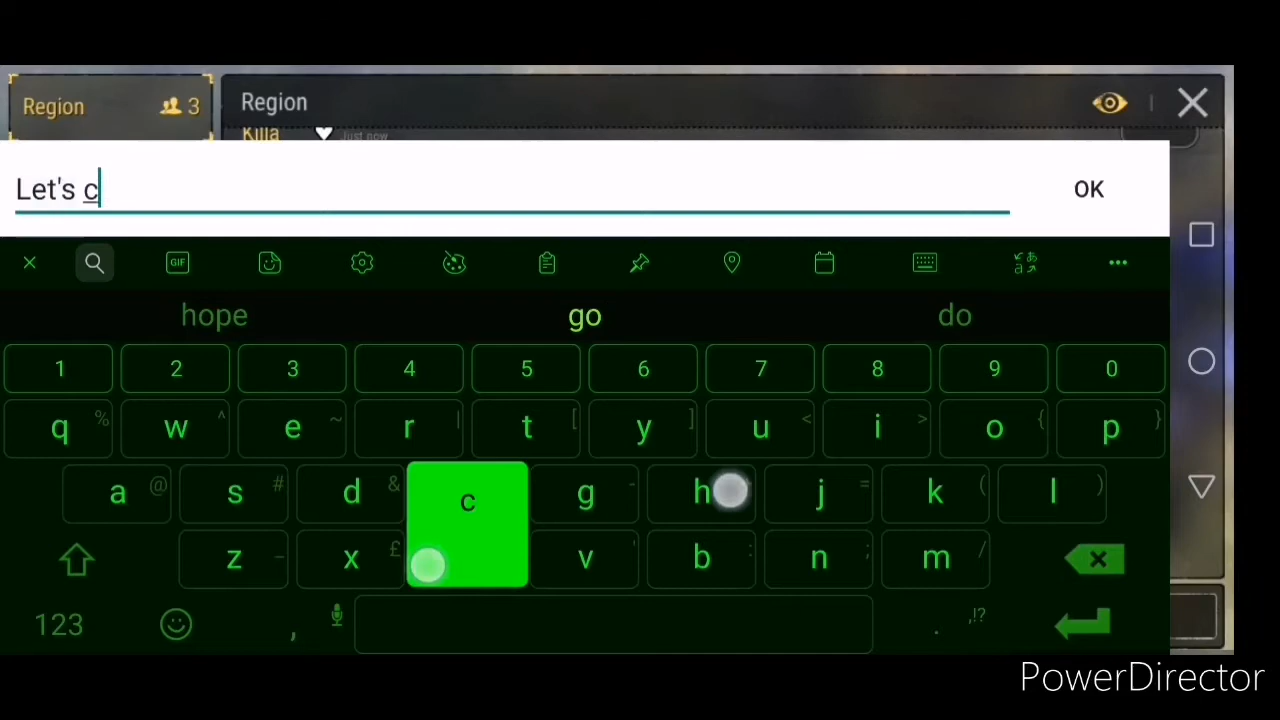 Region 3 Region
Killa Just now
Let's c OK
GIF
hope go do
1 2 3 4 5 6 7 8 9 0
q % w ^ e ~ r | t [ y ] u < i > o { p }
a @ s # d & c g - h j = k ( l )
z - x £ v ' b : n ; m /
123 , . ,!?
PowerDirector